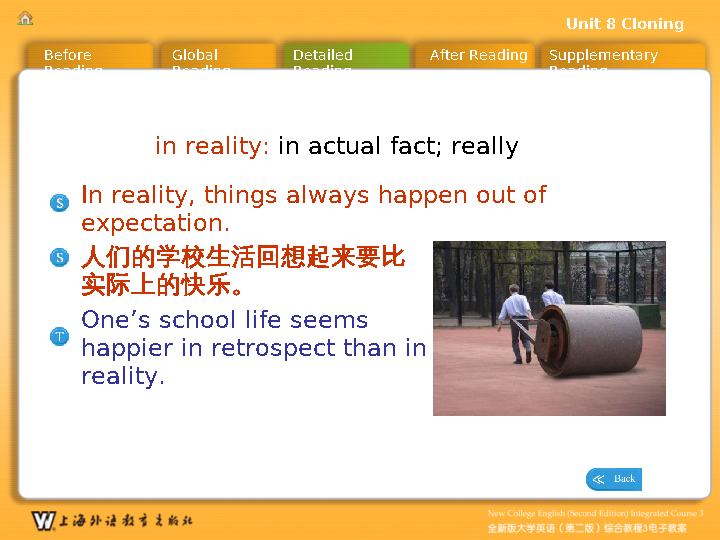 Unit 8 Cloning
Before Reading
Global Reading
Detailed Reading
After Reading
Supplementary Reading
in reality: in actual fact; really
S
In reality, things always happen out of
expectation.
S
人们的学校生活回想起来要比
实际上的快乐。
T
One’s school life seems
happier in retrospect than in
reality.
Back
W 上海外语教育出版社
New College English (Second Edition) Integrated Course 3
全新版大学英语（第二版）综合教程3电子教案